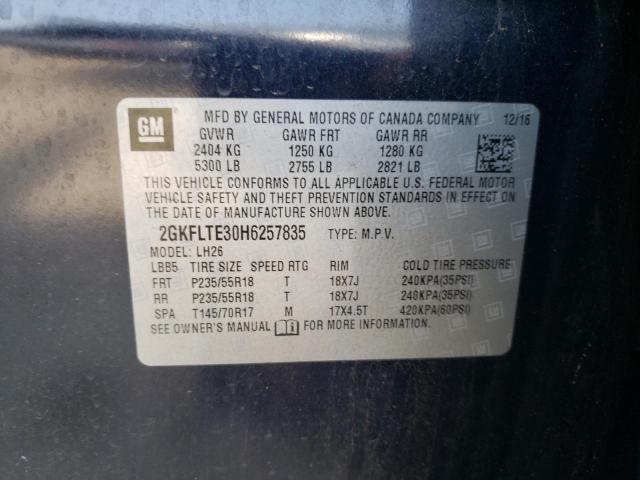 GM
MFD BY GENERAL MOTORS OF CANADA COMPANY 12/16
GVWR GAWR FRT GAWR RR
2404 KG 1250 KG 1280 KG
5300 LB 2755 LB 2821 LB
THIS VEHICLE CONFORMS TO ALL APPLICABLE U.S. FEDERAL MOTOR
VEHICLE SAFETY AND THEFT PREVENTION STANDARDS IN EFFECT ON
THE DATE OF MANUFACTURE SHOWN ABOVE.
2GKFLTE30H6257835 TYPE: M.P.V.
MODEL: LH26
LBB5 TIRE SIZE SPEED RTG RIM COLD TIRE PRESSURE
FRT P235/55R18 T 18X7J 240KPA(35PSI)
RR P235/55R18 T 18X7J 240KPA(35PSI)
SPA T145/70R17 M 17X4.5T 420KPA(60PSI)
SEE OWNER'S MANUAL FOR MORE INFORMATION.